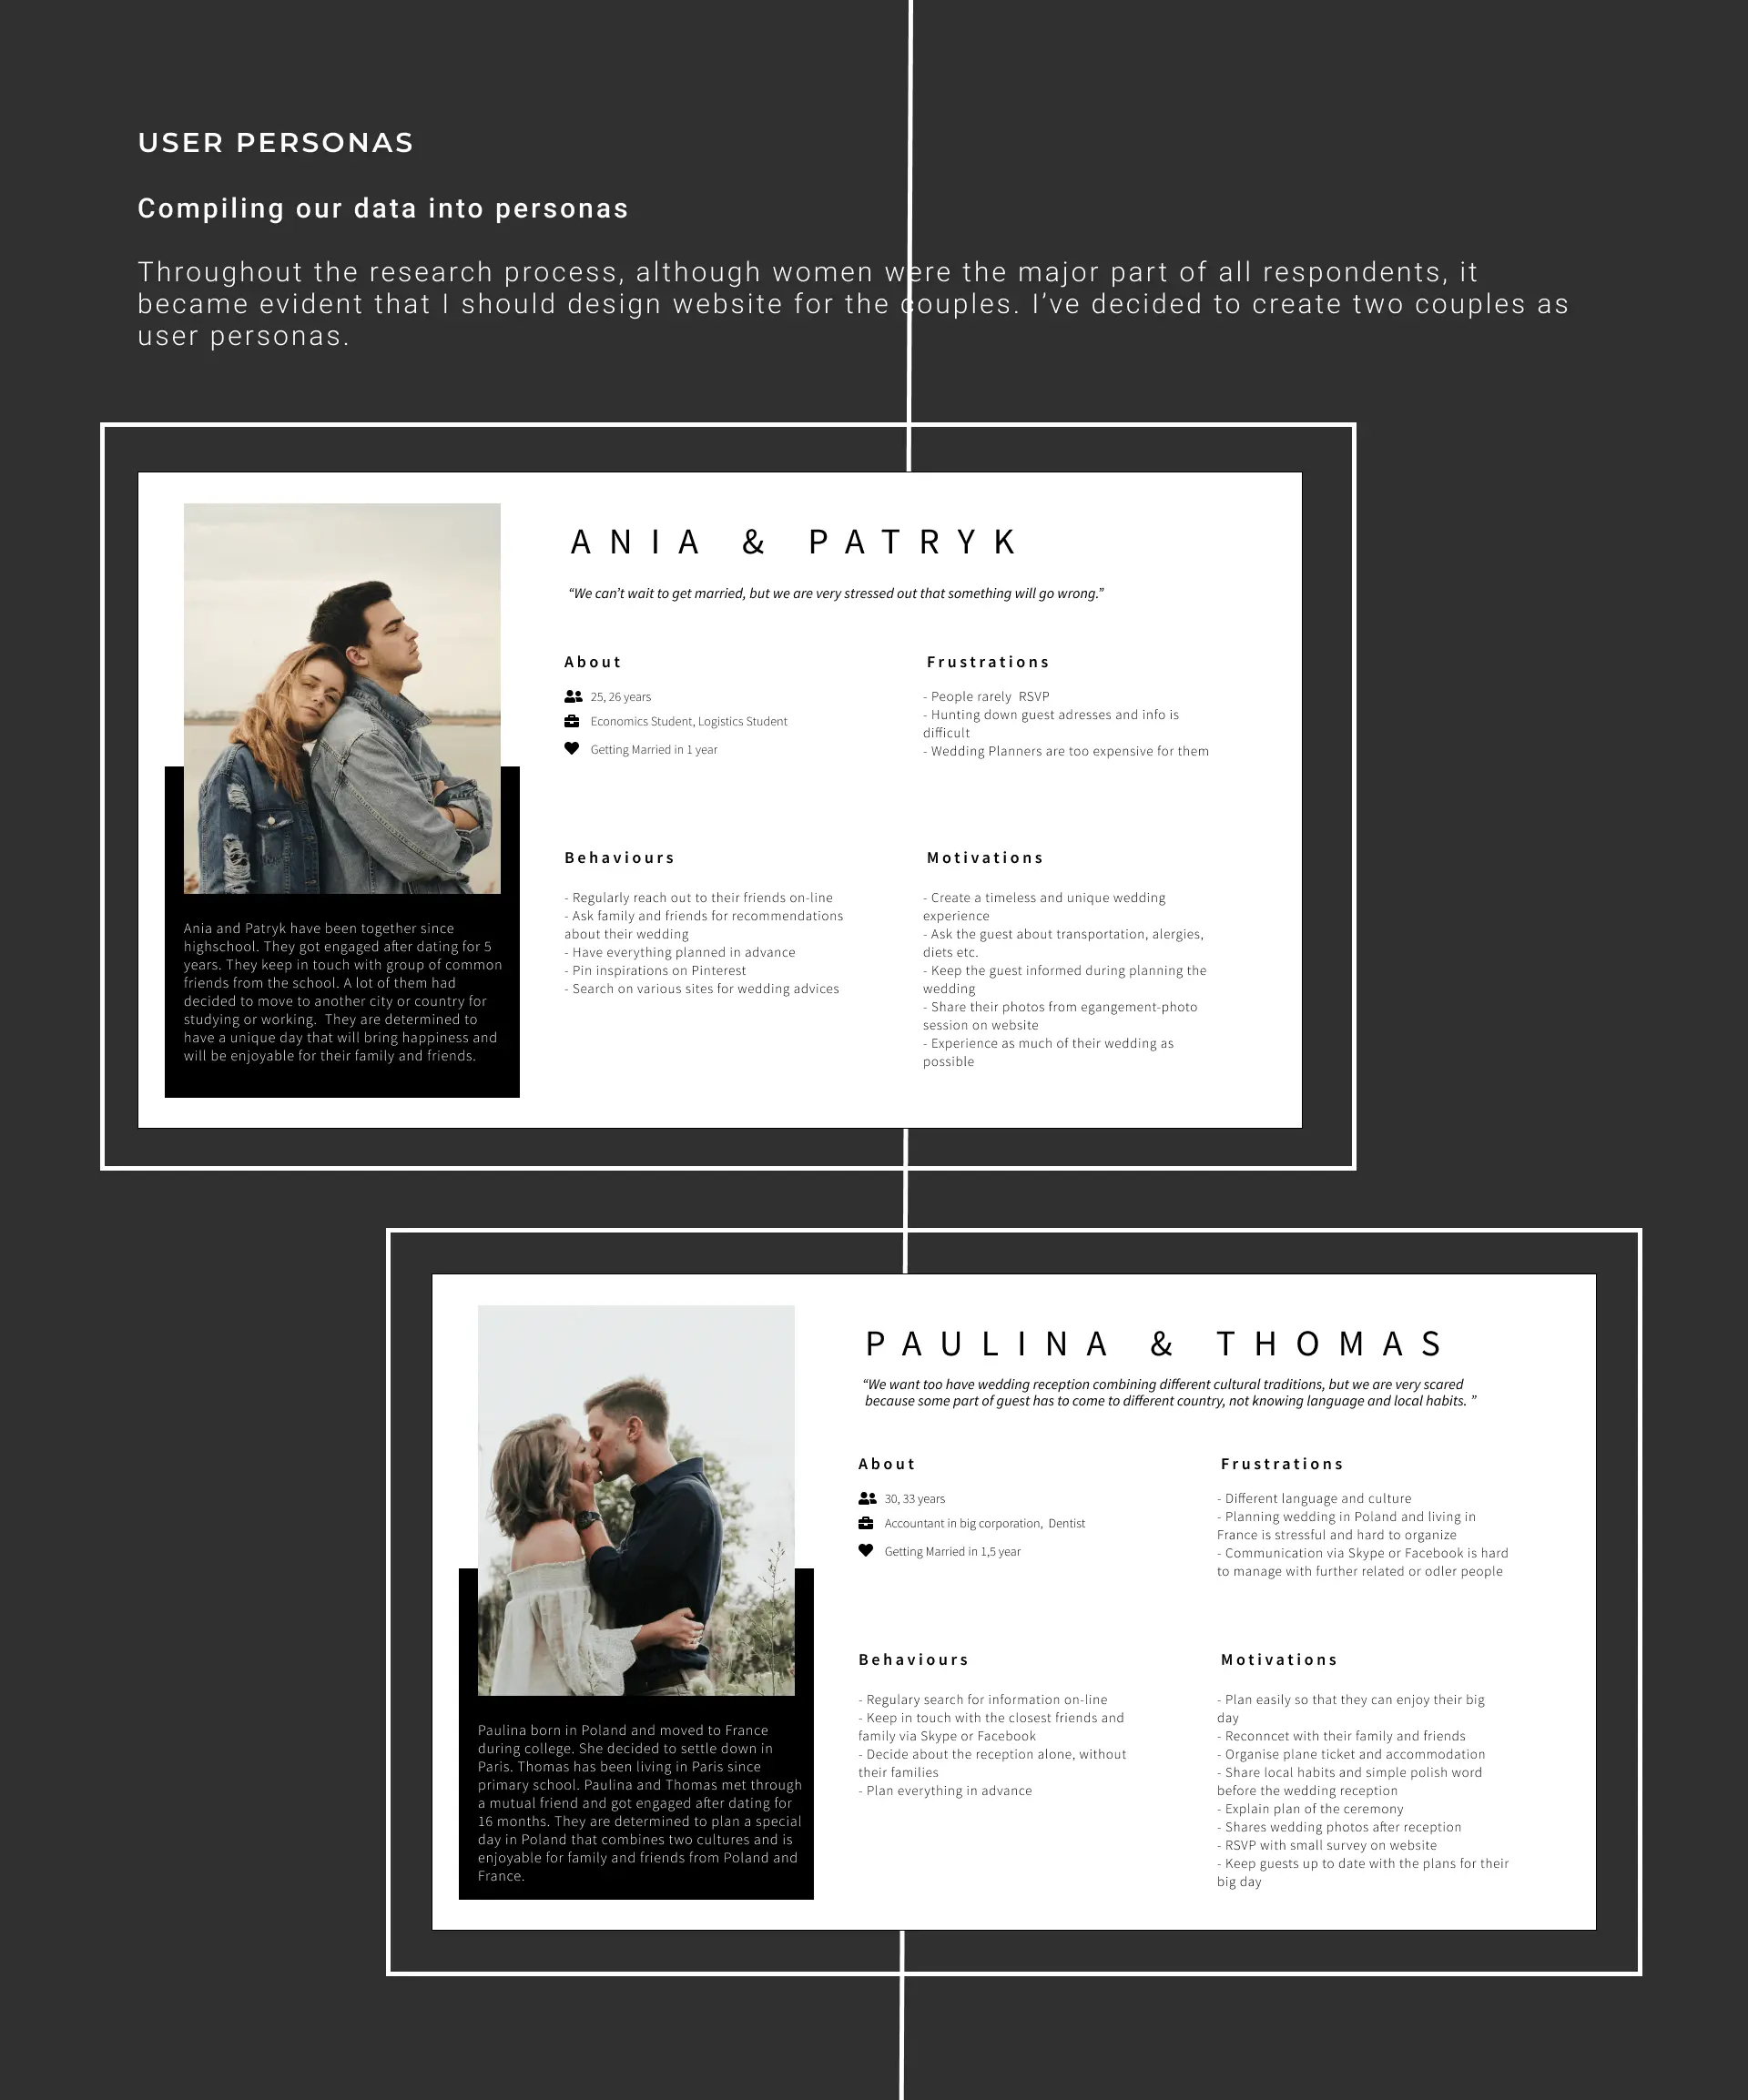 USER PERSONAS
Compiling our data into personas
Throughout the research process, although women were the major part of all respondents, it
became evident that I should design website for the couples. I’ve decided to create two couples as
user personas.
ANIA & PATRYK
“We can’t wait to get married, but we are very stressed out that something will go wrong.”
About
25, 26 years
Economics Student, Logistics Student
Getting Married in 1 year
Frustrations
- People rarely  RSVP
- Hunting down guest adresses and info is
difficult
- Wedding Planners are too expensive for them
Behaviours
- Regularly reach out to their friends on-line
- Ask family and friends for recommendations
about their wedding
- Have everything planned in advance
- Pin inspirations on Pinterest
- Search on various sites for wedding advices
Motivations
- Create a timeless and unique wedding
experience
- Ask the guest about transportation, alergies,
diets etc.
- Keep the guest informed during planning the
wedding
- Share their photos from egangement-photo
session on website
- Experience as much of their wedding as
possible
Ania and Patryk have been together since
highschool. They got engaged after dating for 5
years. They keep in touch with group of common
friends from the school. A lot of them had
decided to move to another city or country for
studying or working.  They are determined to
have a unique day that will bring happiness and
will be enjoyable for their family and friends.
PAULINA & THOMAS
“We want too have wedding reception combining different cultural traditions, but we are very scared
because some part of guest has to come to different country, not knowing language and local habits. ”
About
30, 33 years
Accountant in big corporation,  Dentist
Getting Married in 1,5 year
Frustrations
- Different language and culture
- Planning wedding in Poland and living in
France is stressful and hard to organize
- Communication via Skype or Facebook is hard
to manage with further related or odler people
Behaviours
- Regulary search for information on-line
- Keep in touch with the closest friends and
family via Skype or Facebook
- Decide about the reception alone, without
their families
- Plan everything in advance
Motivations
- Plan easily so that they can enjoy their big
day
- Reconncet with their family and friends
- Organise plane ticket and accommodation
- Share local habits and simple polish word
before the wedding reception
- Explain plan of the ceremony
- Shares wedding photos after reception
- RSVP with small survey on website
- Keep guests up to date with the plans for their
big day
Paulina born in Poland and moved to France
during college. She decided to settle down in
Paris. Thomas has been living in Paris since
primary school. Paulina and Thomas met through
a mutual friend and got engaged after dating for
16 months. They are determined to plan a special
day in Poland that combines two cultures and is
enjoyable for family and friends from Poland and
France.